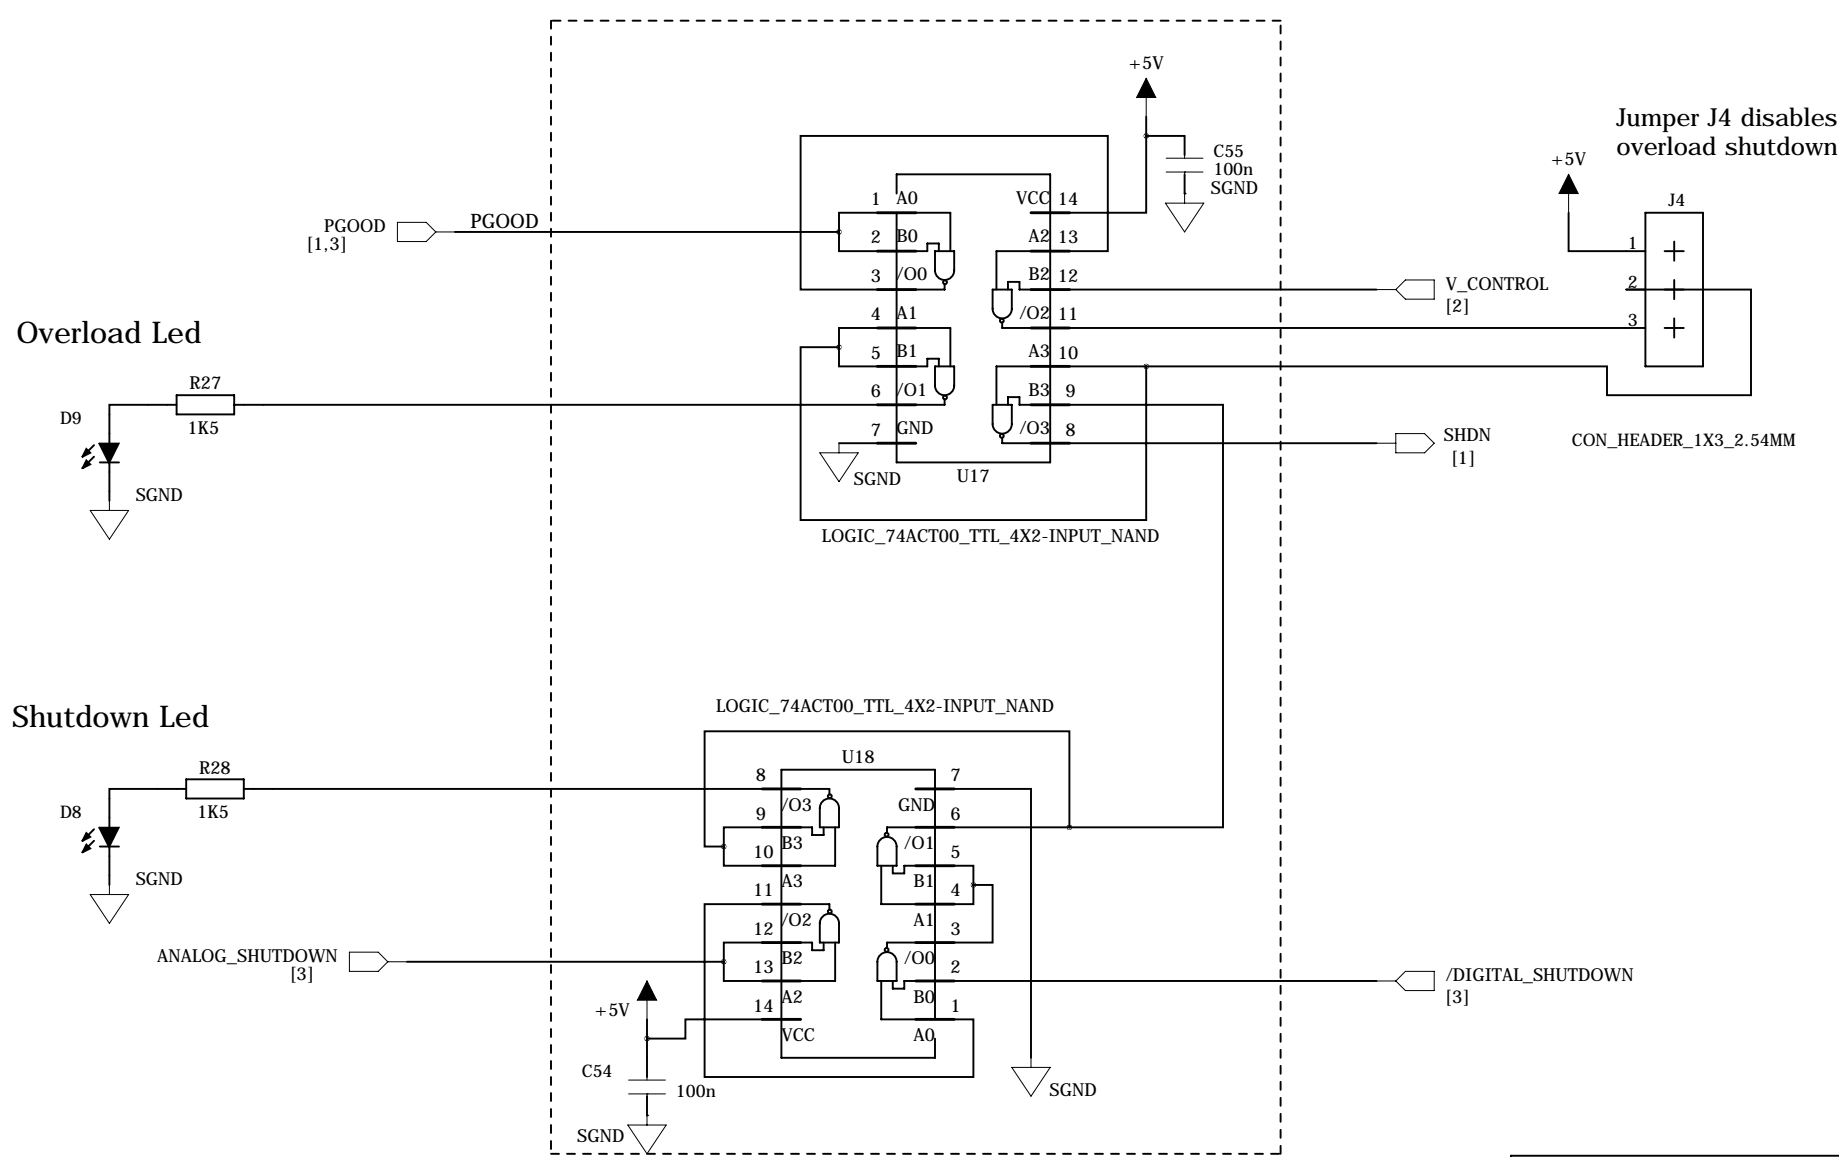 +5V
C55
100n
SGND
Jumper J4 disables
overload shutdown
+5V
J4
1
2
3
CON_HEADER_1X3_2.54MM
PGOOD
[1,3]
PGOOD
1 A0
2 B0
3 /O0
4 A1
5 B1
6 /O1
7 GND
VCC 14
A2 13
B2 12
/O2 11
A3 10
B3 9
/O3 8
SGND
U17
LOGIC_74ACT00_TTL_4X2-INPUT_NAND
V_CONTROL
[2]
SHDN
[1]
Overload Led
R27
1K5
D9
SGND
Shutdown Led
R28
1K5
D8
SGND
LOGIC_74ACT00_TTL_4X2-INPUT_NAND
U18
8 /O3
9 B3
10 A3
11 /O2
12 B2
13 A2
14 VCC
7 GND
6 /O1
5 B1
4 A1
3 /O0
2 B0
1 A0
ANALOG_SHUTDOWN
[3]
/DIGITAL_SHUTDOWN
[3]
+5V
C54
100n
SGND
SGND